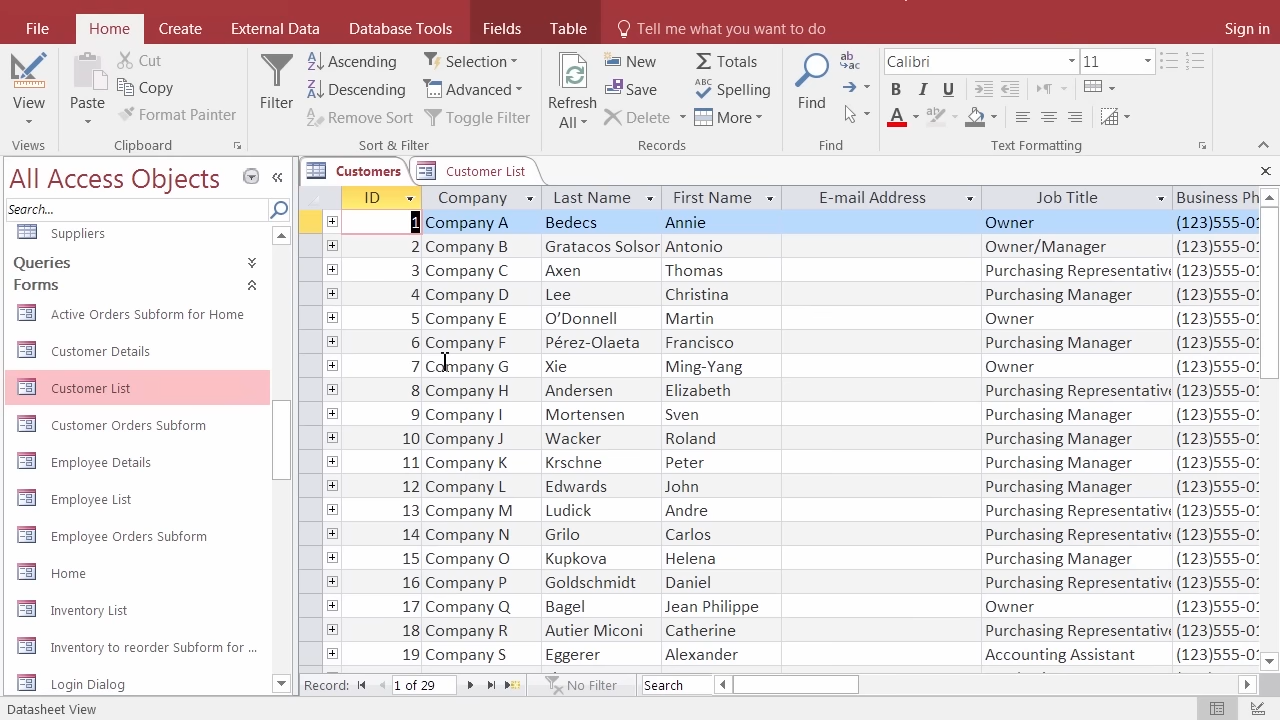 File Home Create External Data Database Tools Fields Table Tell me what you want to do Sign in
View Paste Cut Copy Format Painter Filter Ascending Descending Remove Sort Selection Advanced Toggle Filter Refresh All New Save Delete Totals ABC Spelling More Find ab ac Calibri 11 B I U A ab
Views Clipboard Sort & Filter Records Find Text Formatting
All Access Objects
Search...
Suppliers
Queries
Forms
Active Orders Subform for Home
Customer Details
Customer List
Customer Orders Subform
Employee Details
Employee List
Employee Orders Subform
Home
Inventory List
Inventory to reorder Subform for ...
Login Dialog
Customers Customer List
ID Company Last Name First Name E-mail Address Job Title Business Ph
1 Company A Bedecs Annie Owner (123)555-01
2 Company B Gratacos Solsor Antonio Owner/Manager (123)555-01
3 Company C Axen Thomas Purchasing Representative (123)555-01
4 Company D Lee Christina Purchasing Manager (123)555-01
5 Company E O’Donnell Martin Owner (123)555-01
6 Company F Pérez-Olaeta Francisco Purchasing Manager (123)555-01
7 Company G Xie Ming-Yang Owner (123)555-01
8 Company H Andersen Elizabeth Purchasing Representative (123)555-01
9 Company I Mortensen Sven Purchasing Manager (123)555-01
10 Company J Wacker Roland Purchasing Manager (123)555-01
11 Company K Krschne Peter Purchasing Manager (123)555-01
12 Company L Edwards John Purchasing Manager (123)555-01
13 Company M Ludick Andre Purchasing Representative (123)555-01
14 Company N Grilo Carlos Purchasing Representative (123)555-01
15 Company O Kupkova Helena Purchasing Manager (123)555-01
16 Company P Goldschmidt Daniel Purchasing Representative (123)555-01
17 Company Q Bagel Jean Philippe Owner (123)555-01
18 Company R Autier Miconi Catherine Purchasing Representative (123)555-01
19 Company S Eggerer Alexander Accounting Assistant (123)555-01
Record: 1 of 29 No Filter Search
Datasheet View